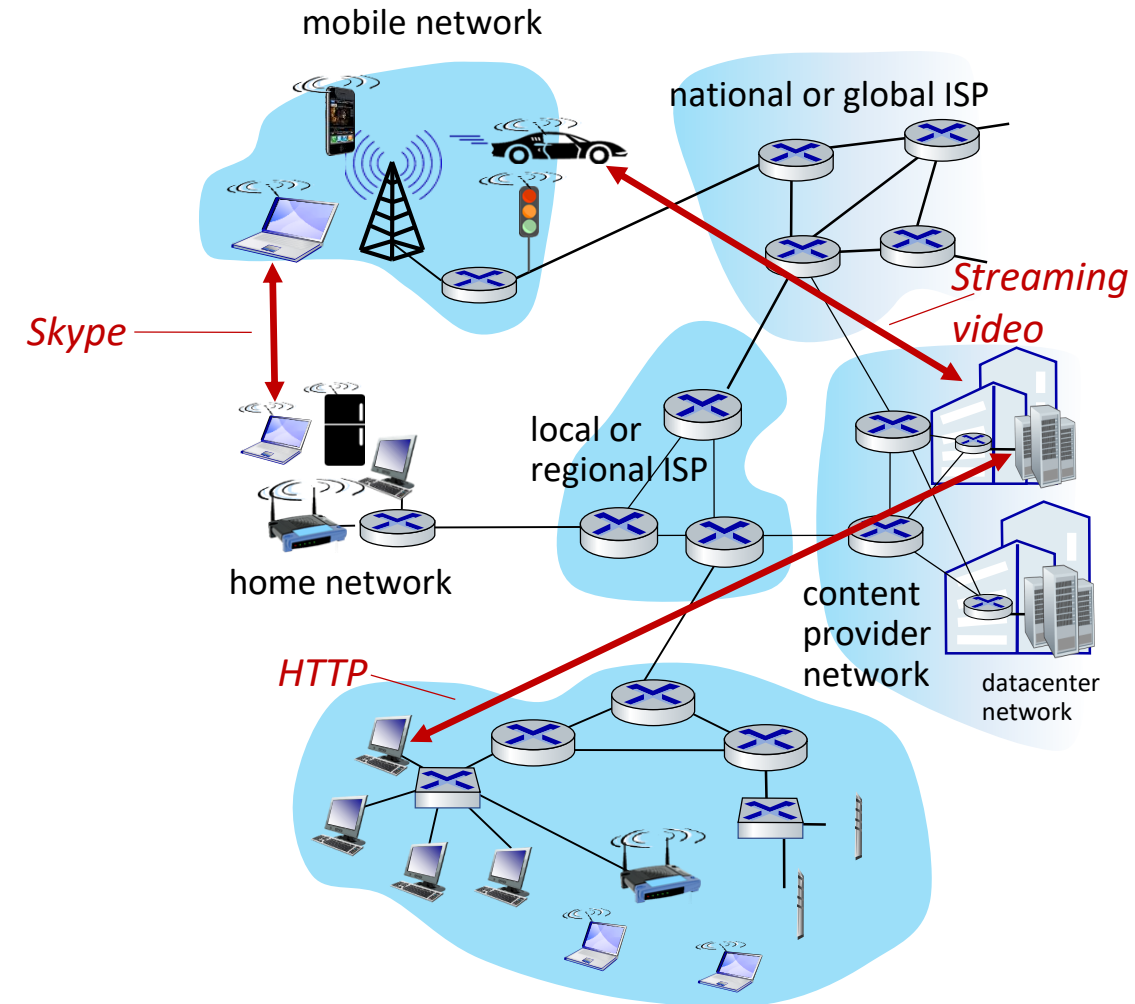 mobile network
national or global ISP
Streaming
video
Skype
local or
regional ISP
home network
content
provider
network
datacenter
network
HTTP